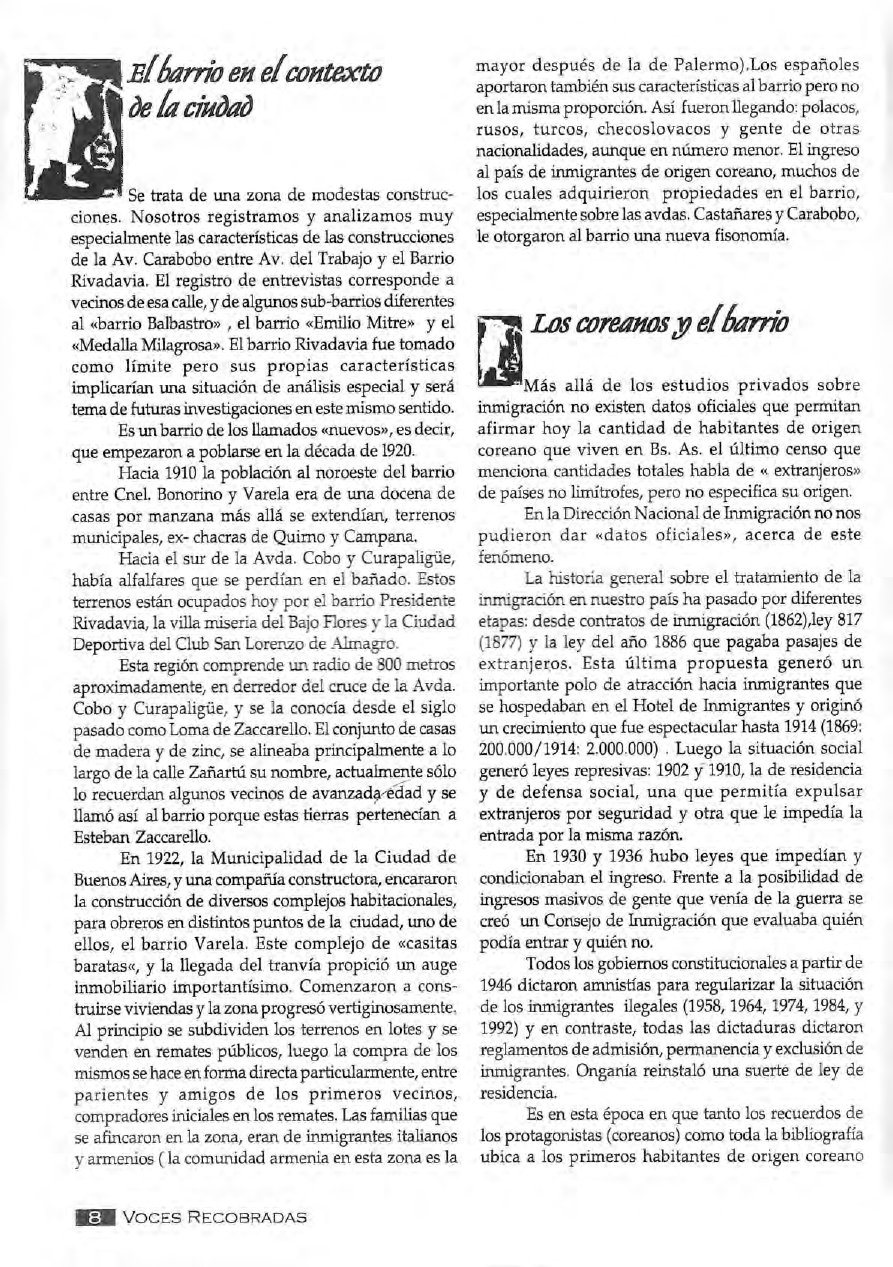 El barrio en el contexto
de la ciudad
Se trata de una zona de modestas construc-
ciones. Nosotros registramos y analizamos muy
especialmente las características de las construcciones
de la Av. Carabobo entre Av. del Trabajo y el Barrio
Rivadavia. El registro de entrevistas corresponde a
vecinos de esa calle, y de algunos sub-barrios diferentes
al «barrio Balbastro» , el barrio «Emilio Mitre» y el
«Medalla Milagrosa». El barrio Rivadavia fue tomado
como límite pero sus propias características
implicarían una situación de análisis especial y será
tema de futuras investigaciones en este mismo sentido.
Es un barrio de los llamados «nuevos», es decir,
que empezaron a poblarse en la década de 1920.
Hacia 1910 la población al noroeste del barrio
entre Cnel. Bonorino y Varela era de una docena de
casas por manzana más allá se extendían, terrenos
municipales, ex- chacras de Quirno y Campana.
Hacia el sur de la Avda. Cobo y Curapaligüe,
había alfalfares que se perdían en el bañado. Estos
terrenos están ocupados hoy por el barrio Presidente
Rivadavia, la villa miseria del Bajo Flores y la Ciudad
Deportiva del Club San Lorenzo de Almagro.
Esta región comprende un radio de 800 metros
aproximadamente, en derredor del cruce de la Avda.
Cobo y Curapaligüe, y se la conocía desde el siglo
pasado como Loma de Zaccarello. El conjunto de casas
de madera y de zinc, se alineaba principalmente a lo
largo de la calle Zañartú su nombre, actualmente sólo
lo recuerdan algunos vecinos de avanzada edad y se
llamó así al barrio porque estas tierras pertenecían a
Esteban Zaccarello.
En 1922, la Municipalidad de la Ciudad de
Buenos Aires, y una compañía constructora, encararon
la construcción de diversos complejos habitacionales,
para obreros en distintos puntos de la ciudad, uno de
ellos, el barrio Varela. Este complejo de «casitas
baratas«, y la llegada del tranvía propició un auge
inmobiliario importantísimo. Comenzaron a cons-
truirse viviendas y la zona progresó vertiginosamente.
Al principio se subdividen los terrenos en lotes y se
venden en remates públicos, luego la compra de los
mismos se hace en forma directa particularmente, entre
parientes y amigos de los primeros vecinos,
compradores iniciales en los remates. Las familias que
se afincaron en la zona, eran de inmigrantes italianos
y armenios ( la comunidad armenia en esta zona es la
mayor después de la de Palermo).Los españoles
aportaron también sus características al barrio pero no
en la misma proporción. Así fueron llegando: polacos,
rusos, turcos, checoslovacos y gente de otras
nacionalidades, aunque en número menor. El ingreso
al país de inmigrantes de origen coreano, muchos de
los cuales adquirieron propiedades en el barrio,
especialmente sobre las avdas. Castañares y Carabobo,
le otorgaron al barrio una nueva fisonomía.
Los coreanos y el barrio
Más allá de los estudios privados sobre
inmigración no existen datos oficiales que permitan
afirmar hoy la cantidad de habitantes de origen
coreano que viven en Bs. As. el último censo que
menciona cantidades totales habla de « extranjeros»
de países no limítrofes, pero no especifica su origen.
En la Dirección Nacional de Inmigración no nos
pudieron dar «datos oficiales», acerca de este
fenómeno.
La historia general sobre el tratamiento de la
inmigración en nuestro país ha pasado por diferentes
etapas: desde contratos de inmigración (1862),ley 817
(1877) y la ley del año 1886 que pagaba pasajes de
extranjeros. Esta última propuesta generó un
importante polo de atracción hacia inmigrantes que
se hospedaban en el Hotel de Inmigrantes y originó
un crecimiento que fue espectacular hasta 1914 (1869:
200.000/1914: 2.000.000) . Luego la situación social
generó leyes represivas: 1902 y 1910, la de residencia
y de defensa social, una que permitía expulsar
extranjeros por seguridad y otra que le impedía la
entrada por la misma razón.
En 1930 y 1936 hubo leyes que impedían y
condicionaban el ingreso. Frente a la posibilidad de
ingresos masivos de gente que venía de la guerra se
creó un Consejo de Inmigración que evaluaba quién
podía entrar y quién no.
Todos los gobiernos constitucionales a partir de
1946 dictaron amnistías para regularizar la situación
de los inmigrantes ilegales (1958, 1964, 1974, 1984, y
1992) y en contraste, todas las dictaduras dictaron
reglamentos de admisión, permanencia y exclusión de
inmigrantes. Onganía reinstaló una suerte de ley de
residencia.
Es en esta época en que tanto los recuerdos de
los protagonistas (coreanos) como toda la bibliografía
ubica a los primeros habitantes de origen coreano
8 VOCES RECOBRADAS